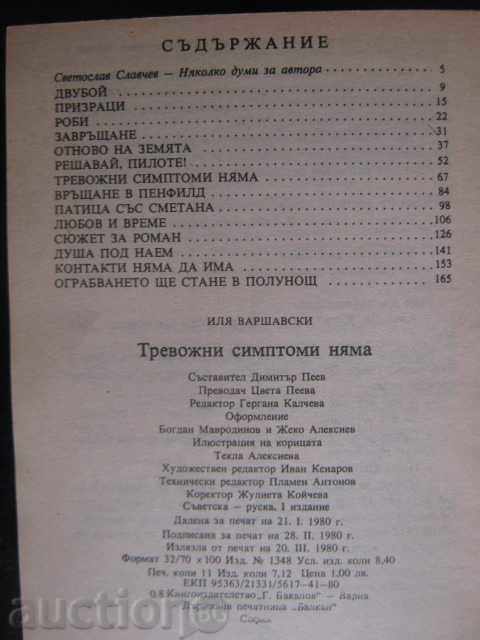 СЪДЪРЖАНИЕ
Светослав Славчев — Няколко думи за автора 5
ДВУБОЙ 9
ПРИЗРАЦИ 15
РОБИ 22
ЗАВРЪЩАНЕ 31
ОТНОВО НА ЗЕМЯТА 37
РЕШАВАЙ, ПИЛОТЕ! 52
ТРЕВОЖНИ СИМПТОМИ НЯМА 67
ВРЪЩАНЕ В ПЕНФИЛД 84
ПАТИЦА СЪС СМЕТАНА 98
ЛЮБОВ И ВРЕМЕ 106
СЮЖЕТ ЗА РОМАН 126
ДУША ПОД НАЕМ 141
КОНТАКТИ НЯМА ДА ИМА 153
ОГРАБВАНЕТО ЩЕ СТАНЕ В ПОЛУНОЩ 165
ИЛЯ ВАРШАВСКИ
Тревожни симптоми няма
Съставител Димитър Пеев
Преводач Цвета Пеева
Редактор Гергана Калчева
Оформление
Богдан Мавродинов и Жеко Алексиев
Илюстрация на корицата
Текла Алексиева
Художествен редактор Иван Кенаров
Технически редактор Пламен Антонов
Коректор Жулиета Койчева
Съветска — руска, I издание
Дадена за печат на 21. I. 1980 г.
Подписана за печат на 28. II. 1980 г.
Излязла от печат на 20. III. 1980 г.
Формат 32/70 x 100 Изд. № 1348 Усл. изд. коли 8,40
Печ. коли 11 Изд. коли 7,12 Цена 1,00 лв.
ЕКП 95363/21331/5617—41—80
08 Книгоиздателство „Г. Бакалов" — Варна
Държавна печатница „Балкан"
София
auction